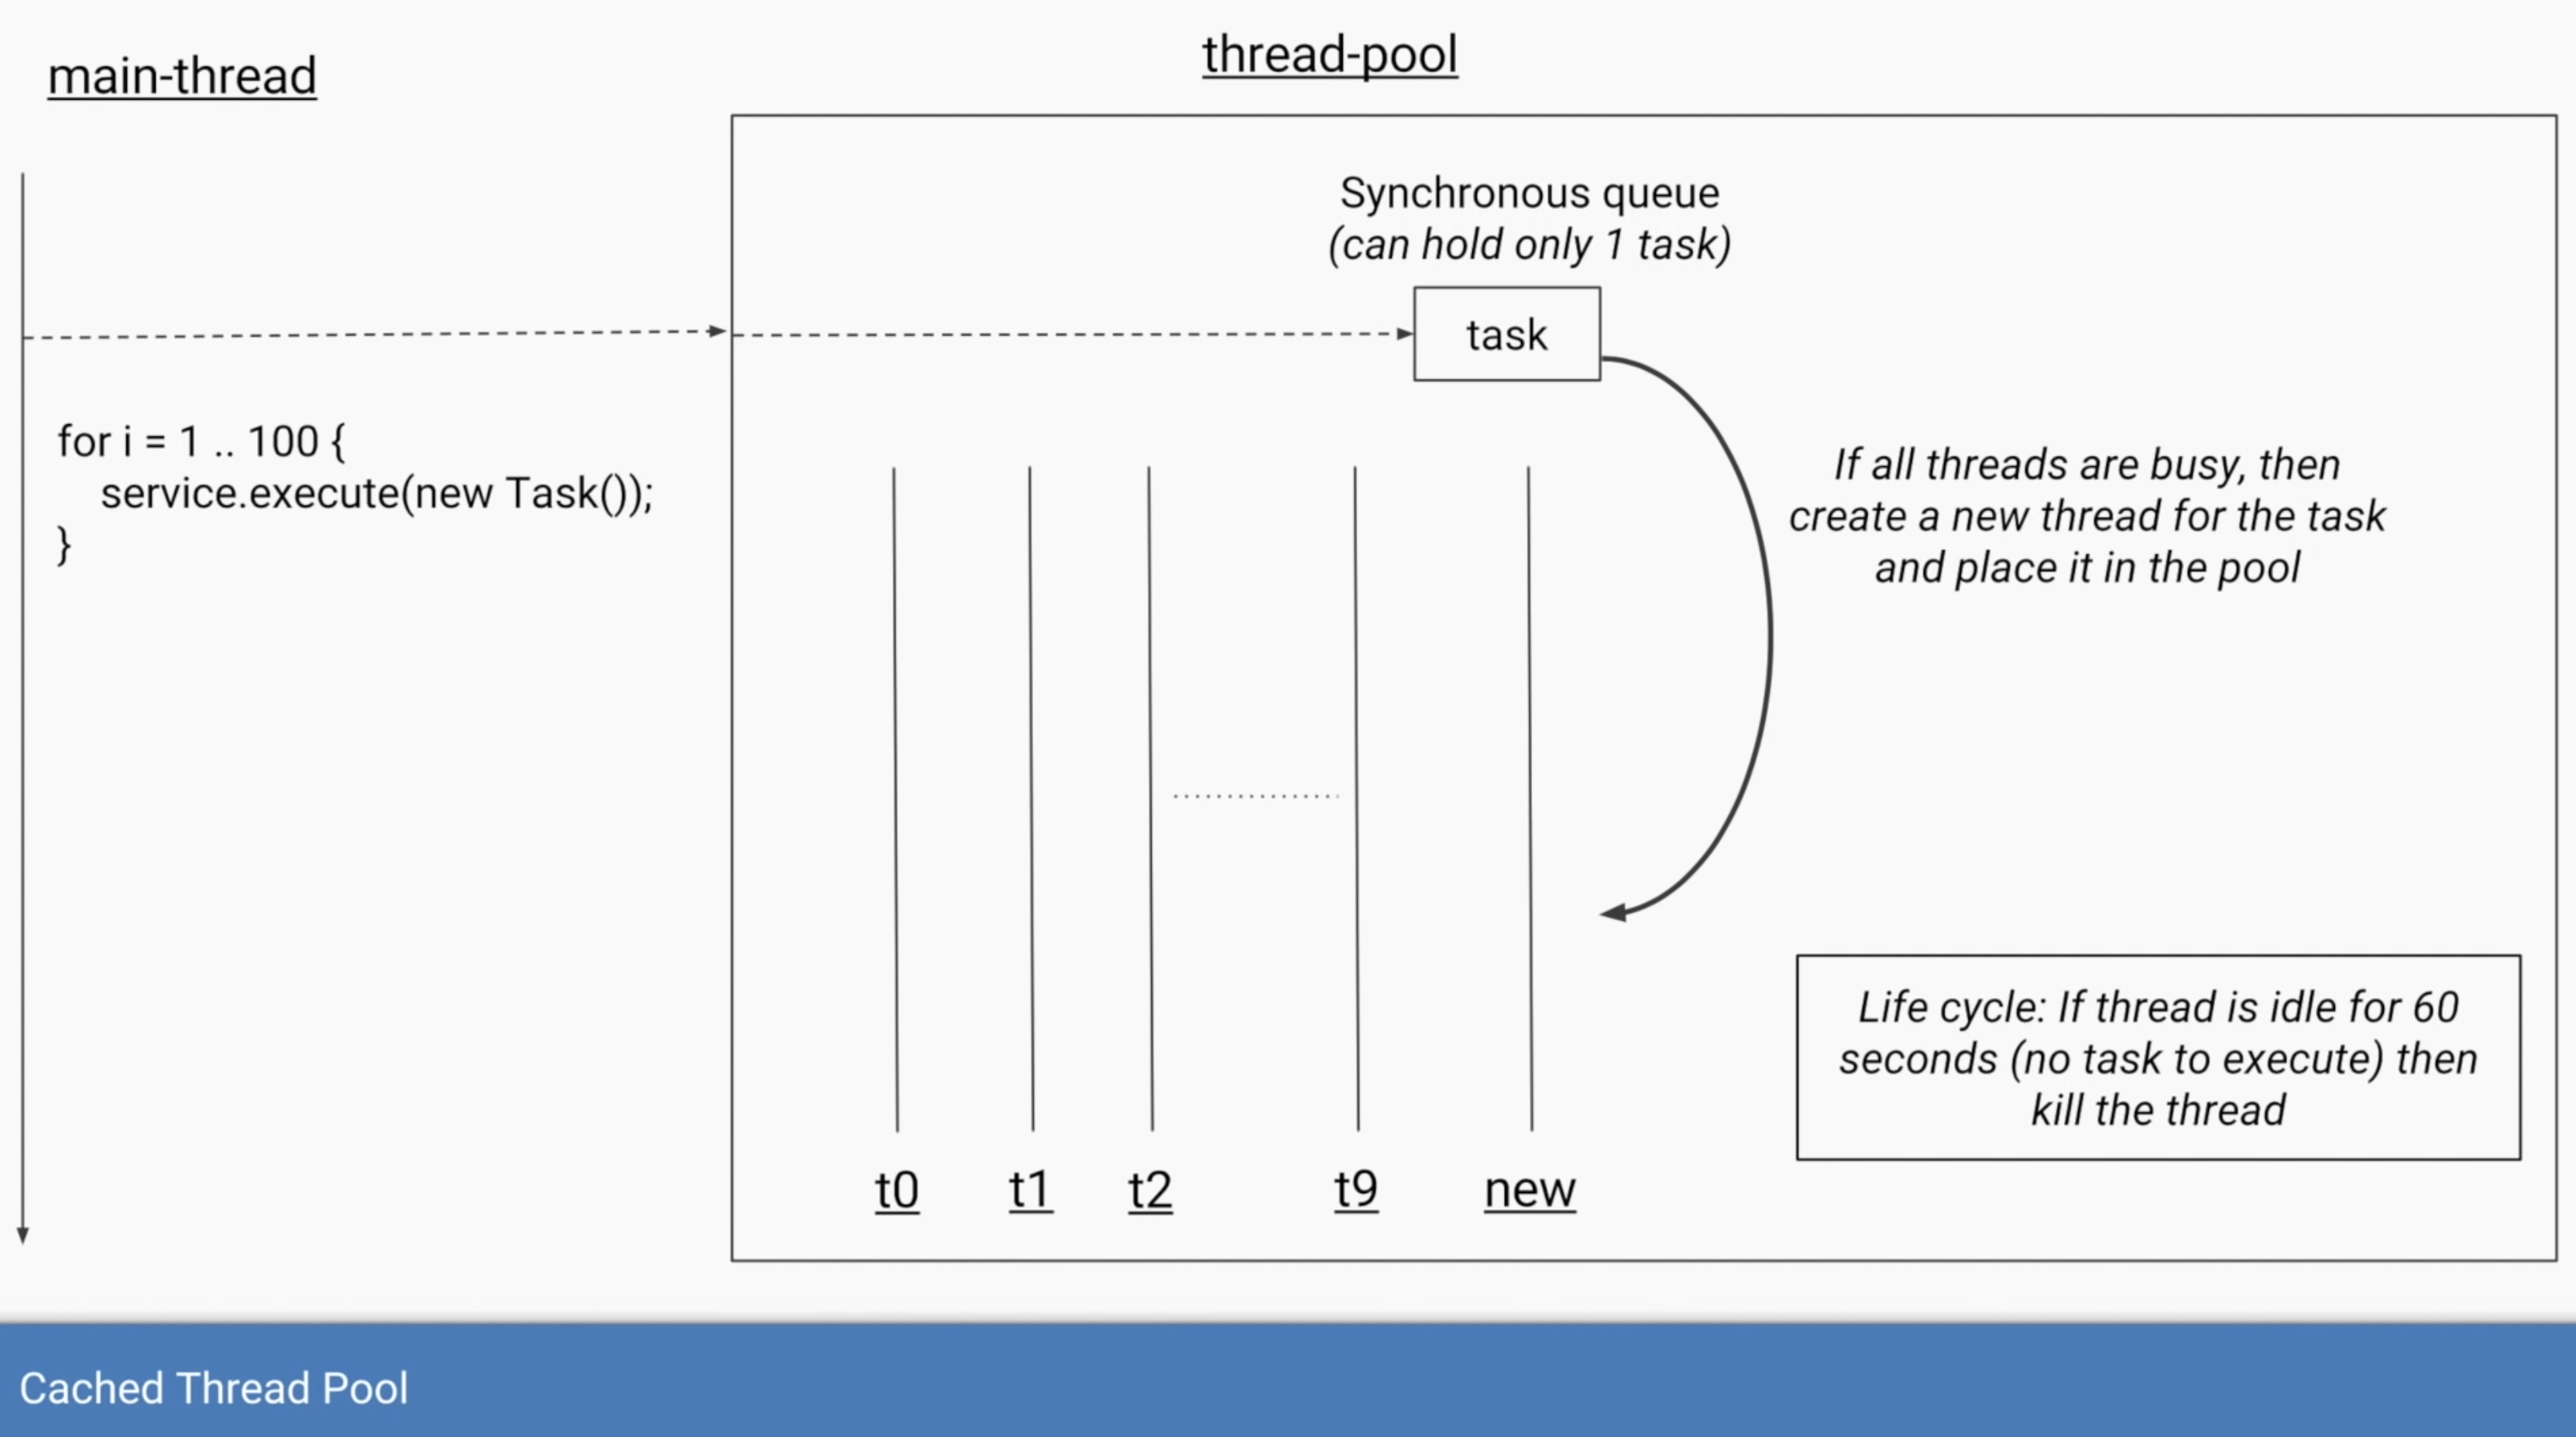 main-thread
thread-pool
Synchronous queue
(can hold only 1 task)
task
for i = 1 .. 100 {
service.execute(new Task());
}
If all threads are busy, then
create a new thread for the task
and place it in the pool
Life cycle: If thread is idle for 60
seconds (no task to execute) then
kill the thread
t0
t1
t2
t9
new
Cached Thread Pool